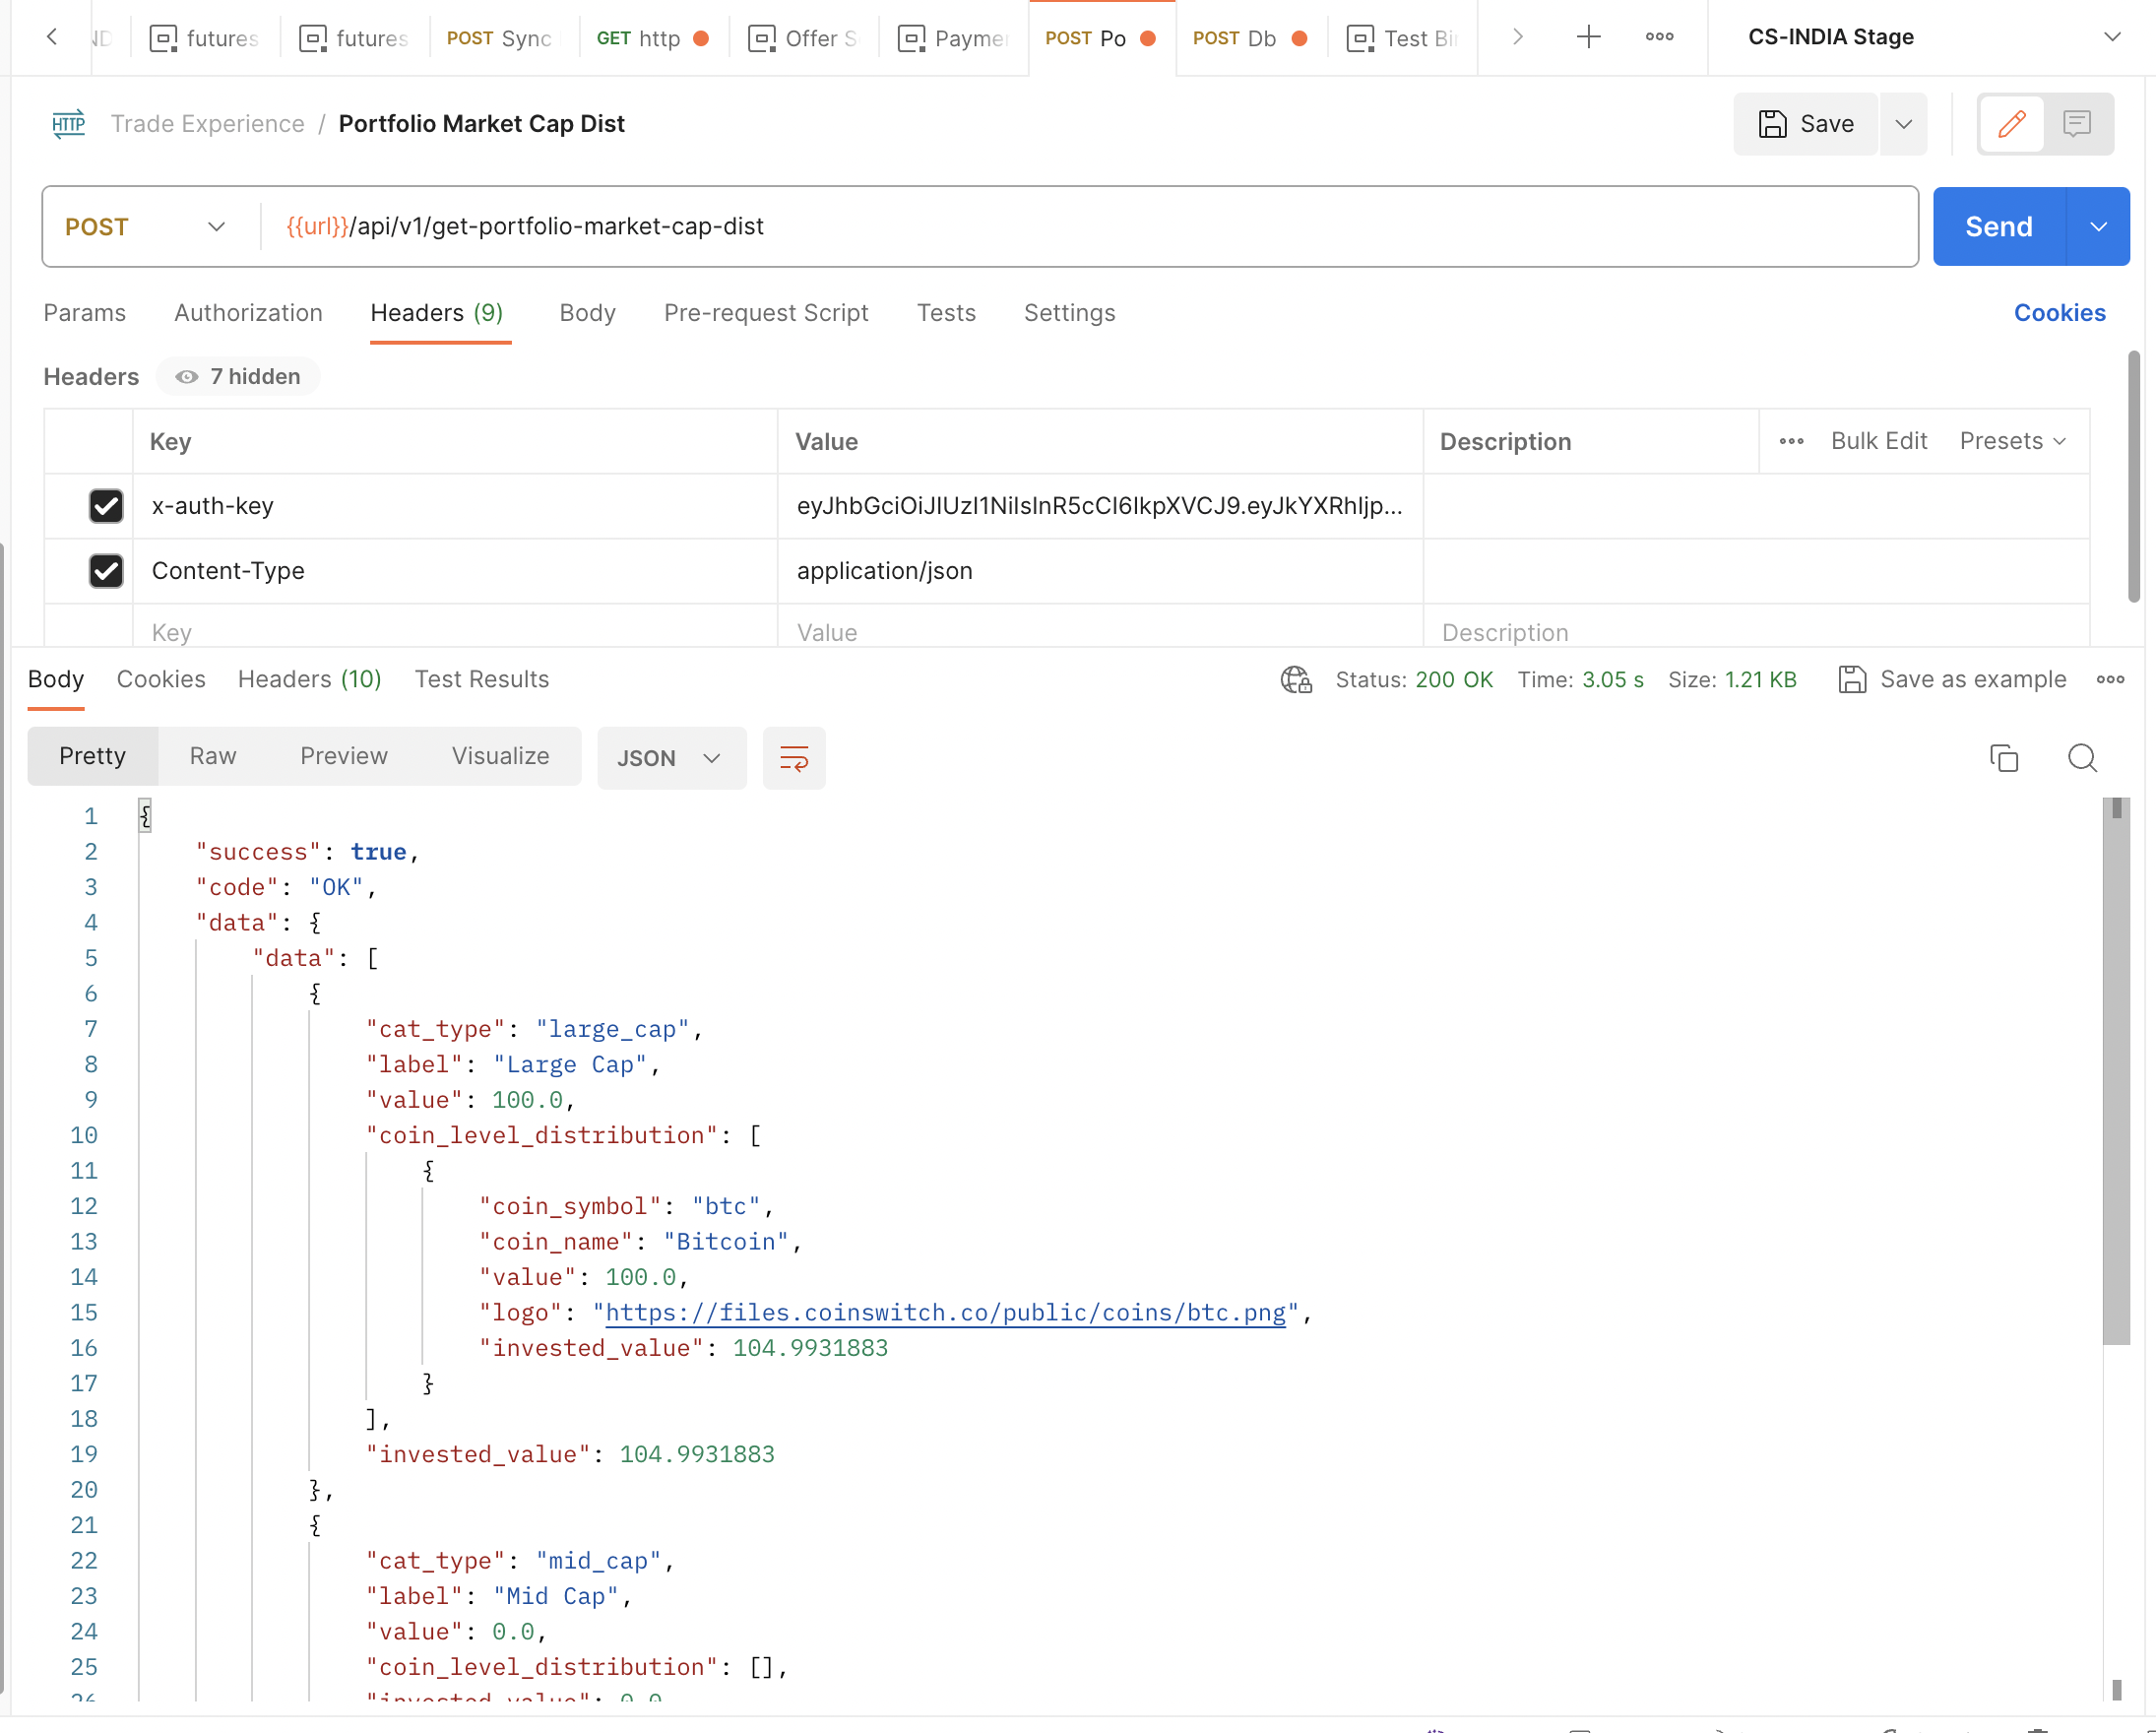 futures
futures
POST Sync
GET http
Offer S
Paymen
POST Po
POST Db
Test Bi
CS-INDIA Stage
HTTP
Trade Experience / Portfolio Market Cap Dist
Save
POST
{{url}}/api/v1/get-portfolio-market-cap-dist
Send
Params Authorization Headers (9) Body Pre-request Script Tests Settings Cookies
Headers 7 hidden
Key Value Description Bulk Edit Presets
x-auth-key eyJhbGciOiJIUzI1NiIsInR5cCI6IkpXVCJ9.eyJkYXRhIjp...
Content-Type application/json
Key Value Description
Body Cookies Headers (10) Test Results Status: 200 OK Time: 3.05 s Size: 1.21 KB Save as example
Pretty Raw Preview Visualize JSON
1 {
2 "success": true,
3 "code": "OK",
4 "data": {
5 "data": [
6 {
7 "cat_type": "large_cap",
8 "label": "Large Cap",
9 "value": 100.0,
10 "coin_level_distribution": [
11 {
12 "coin_symbol": "btc",
13 "coin_name": "Bitcoin",
14 "value": 100.0,
15 "logo": "https://files.coinswitch.co/public/coins/btc.png",
16 "invested_value": 104.9931883
17 }
18 ],
19 "invested_value": 104.9931883
20 },
21 {
22 "cat_type": "mid_cap",
23 "label": "Mid Cap",
24 "value": 0.0,
25 "coin_level_distribution": [],
26 "invested_value": 0.0